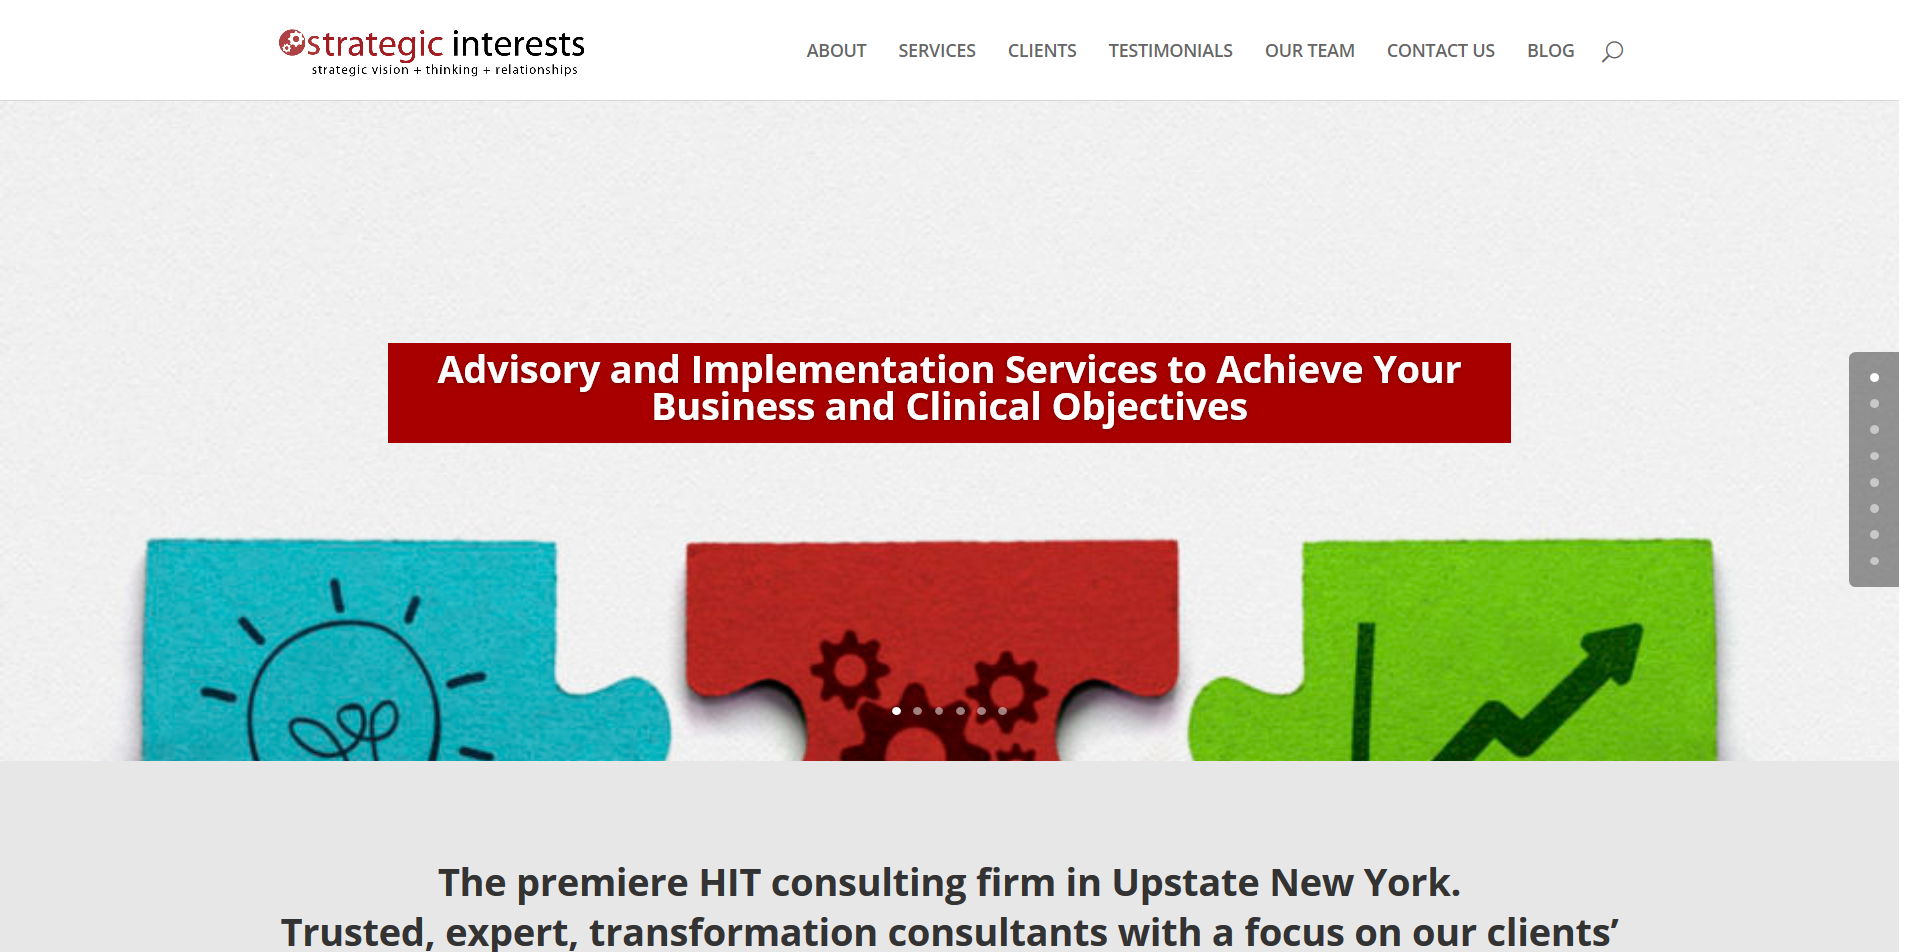 strategic interests
strategic vision + thinking + relationships
ABOUT SERVICES CLIENTS TESTIMONIALS OUR TEAM CONTACT US BLOG
Advisory and Implementation Services to Achieve Your
Business and Clinical Objectives
The premiere HIT consulting firm in Upstate New York.
Trusted, expert, transformation consultants with a focus on our clients’